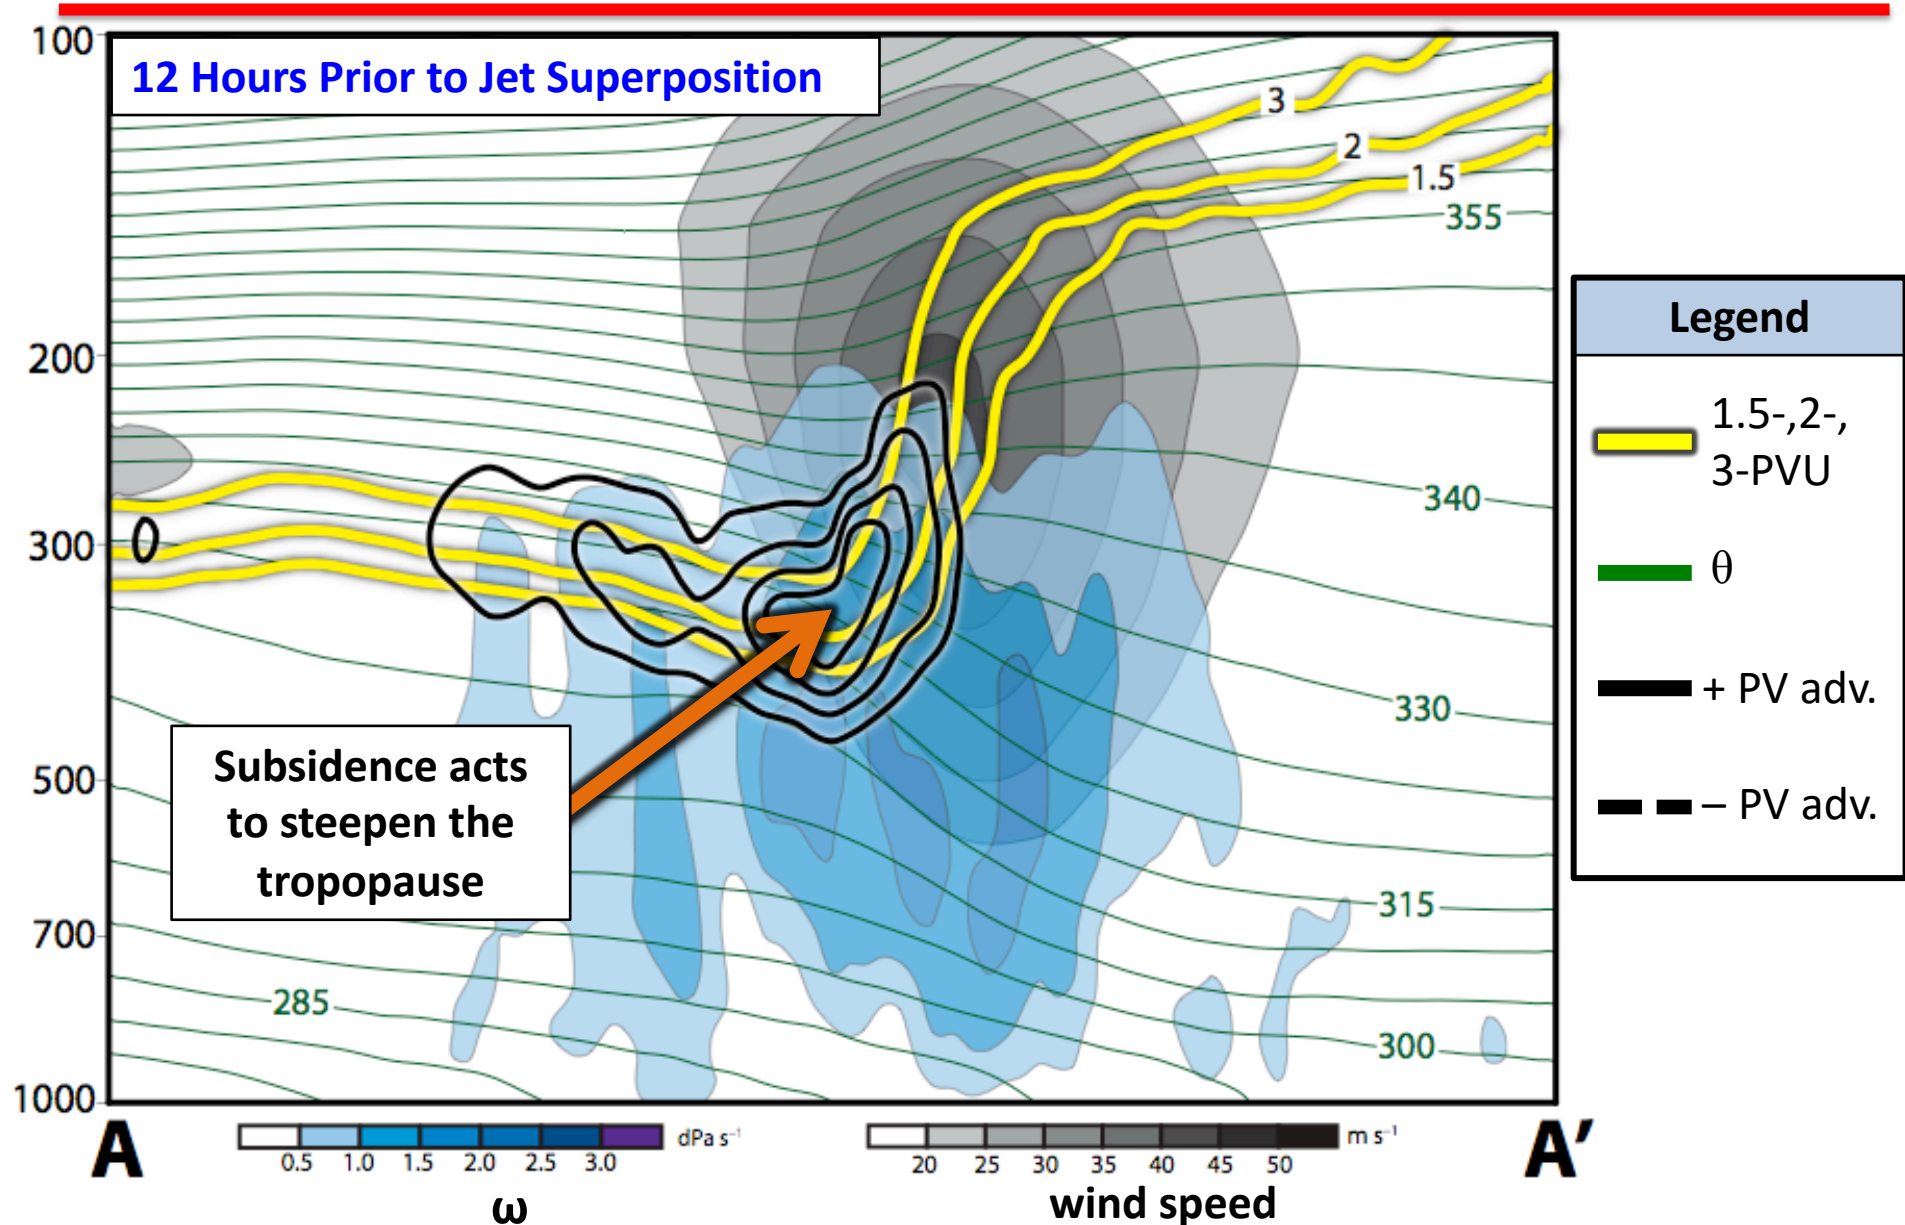 12 Hours Prior to Jet Superposition
100
200
300
500
700
1000
3
2
1.5
355
340
330
315
300
285
Subsidence acts
to steepen the
tropopause
Legend
1.5-,2-,
3-PVU
θ
+ PV adv.
– PV adv.
A
A′
0.5 1.0 1.5 2.0 2.5 3.0
dPa s⁻¹
ω
20 25 30 35 40 45 50
m s⁻¹
wind speed